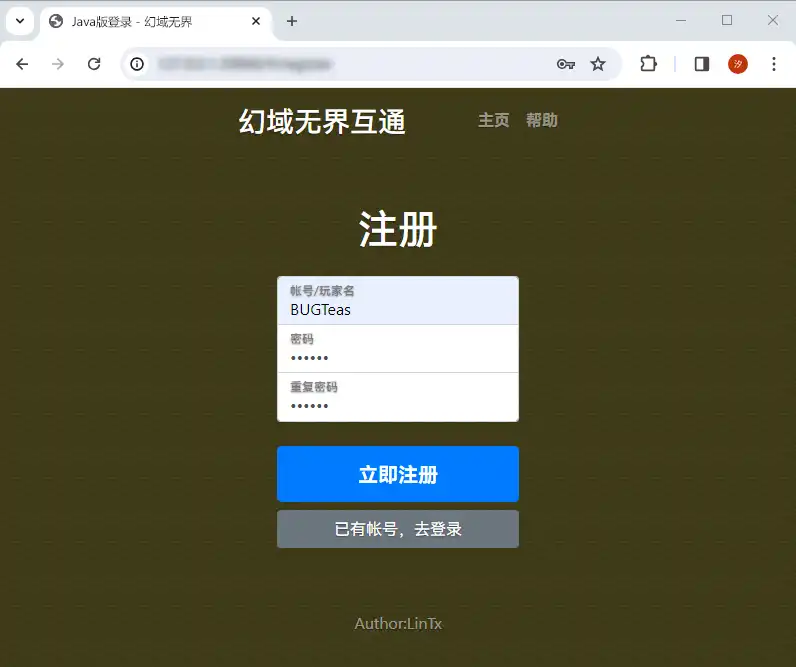 Java版登录 - 幻域无界
幻域无界互通
主页 帮助
注册
帐号/玩家名
BUGTeas
密码
••••••
重复密码
••••••
立即注册
已有帐号，去登录
Author:LinTx